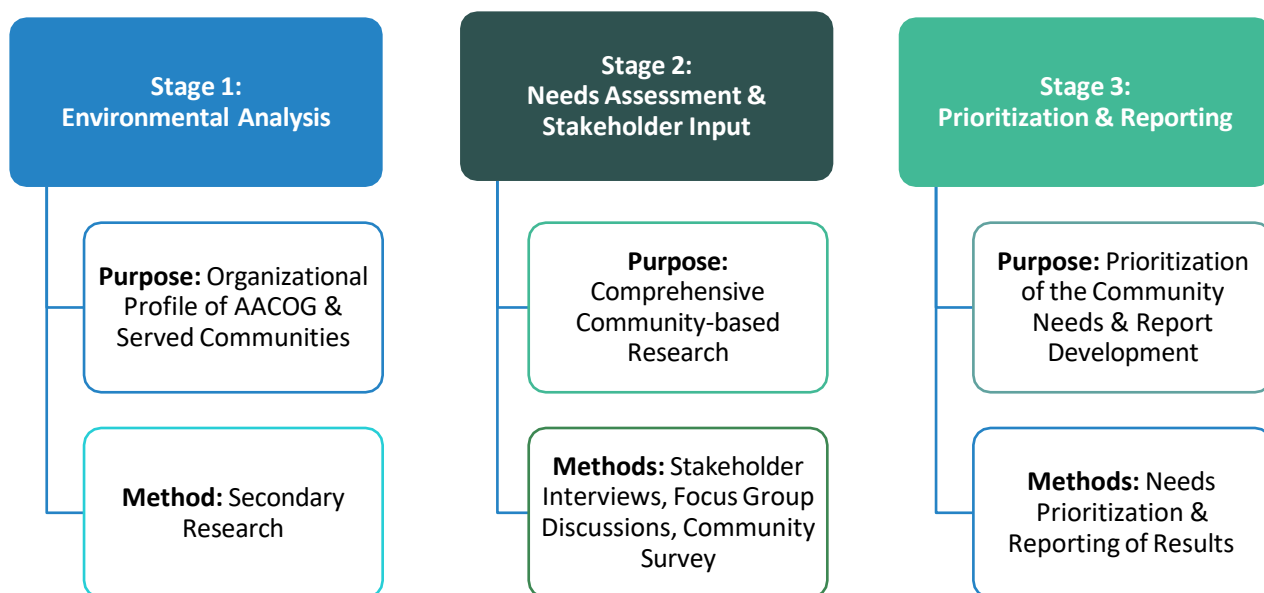 Stage 1:
Environmental Analysis
Purpose: Organizational
Profile of AACOG &
Served Communities
Method: Secondary
Research
Stage 2:
Needs Assessment &
Stakeholder Input
Purpose:
Comprehensive
Community-based
Research
Methods: Stakeholder
Interviews, Focus Group
Discussions, Community
Survey
Stage 3:
Prioritization & Reporting
Purpose: Prioritization
of the Community
Needs & Report
Development
Methods: Needs
Prioritization &
Reporting of Results